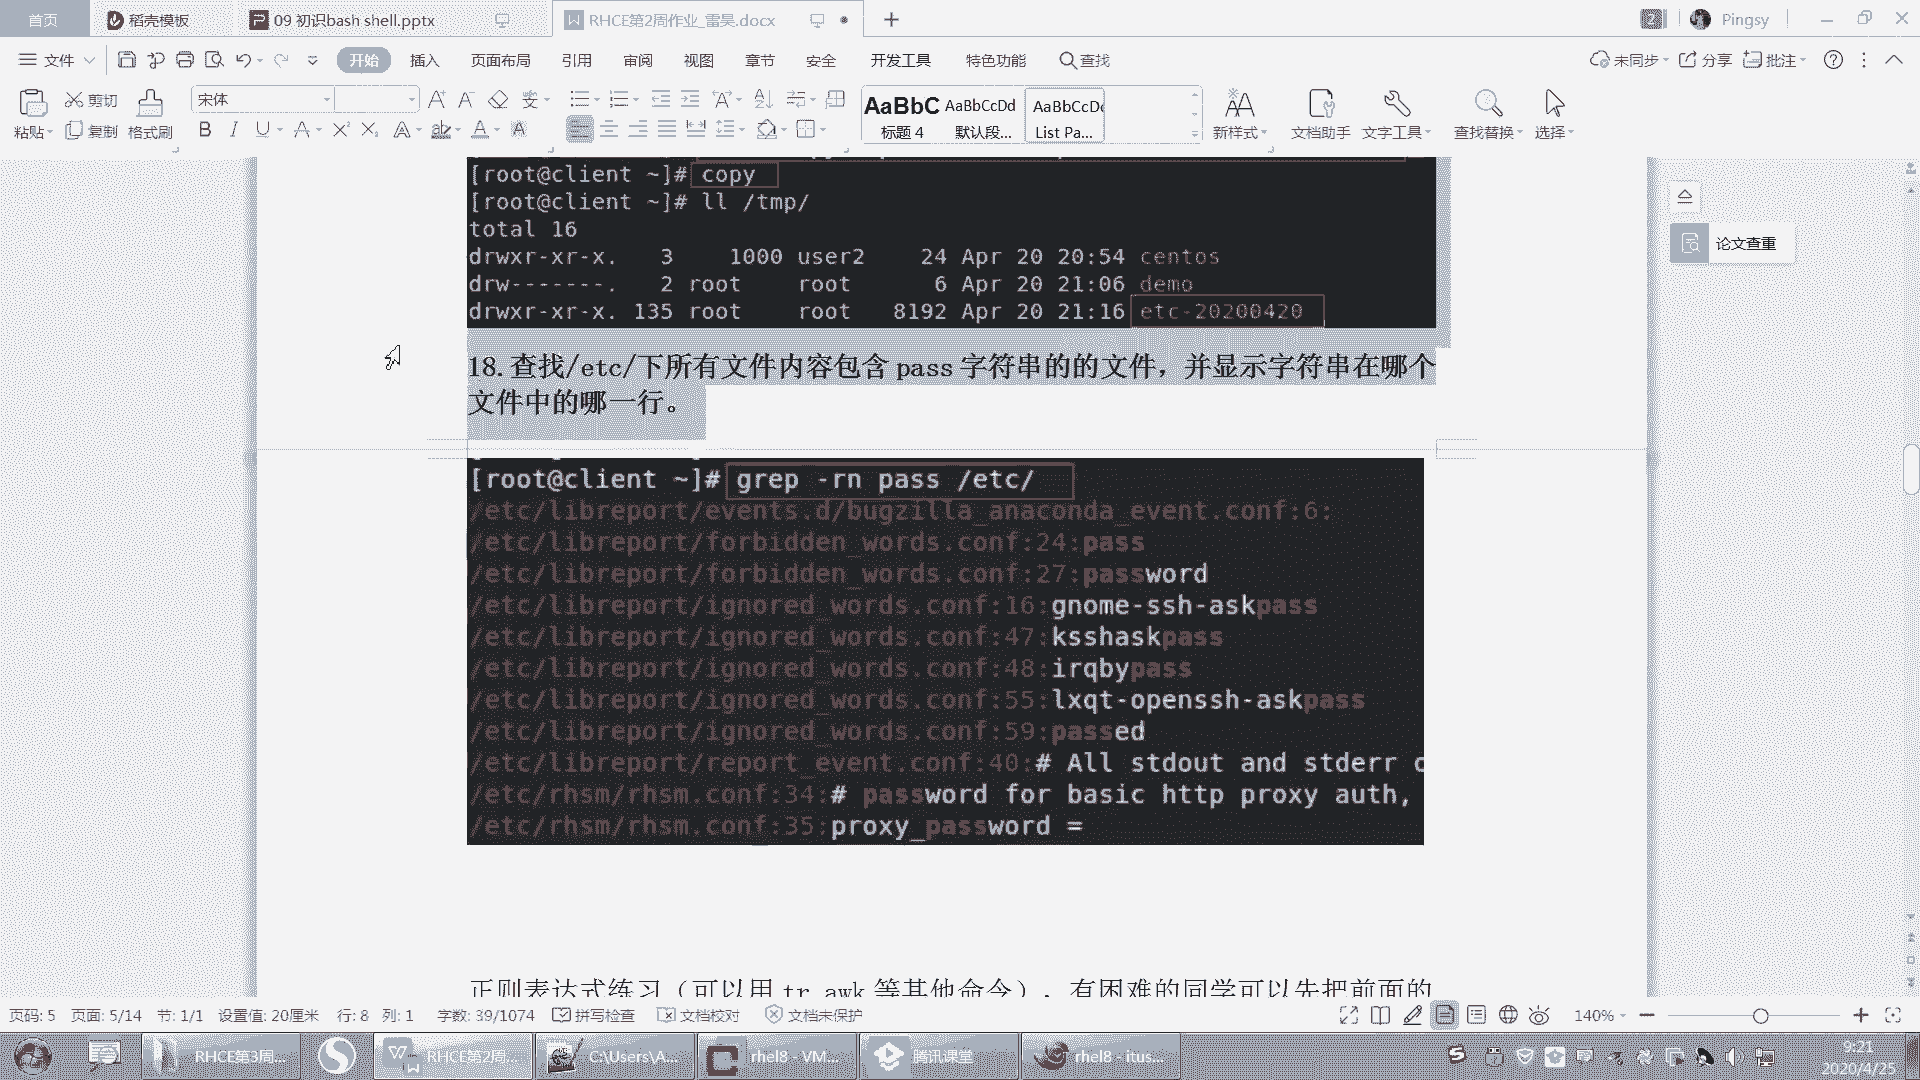 首页
稻壳模板
09 初识bash shell.pptx
RHCE第2周作业_雷昊.docx
Pingsy
文件
开始
插入
页面布局
引用
审阅
视图
章节
安全
开发工具
特色功能
查找
未同步
分享
批注
粘贴
剪切
复制
格式刷
宋体
AaBbC
标题 4
AaBbCcDd
默认段...
AaBbCcDd
List Pa...
新样式
文档助手
文字工具
查找替换
选择
论文查重
[root@client ~]# copy
[root@client ~]# ll /tmp/
total 16
drwxr-xr-x. 3 1000 user2 24 Apr 20 20:54 centos
drw-------. 2 root root 6 Apr 20 21:06 demo
drwxr-xr-x. 135 root root 8192 Apr 20 21:16 etc-20200420
18.查找/etc/下所有文件内容包含 pass 字符串的的文件，并显示字符串在哪个
文件中的哪一行。
[root@client ~]# grep -rn pass /etc/
/etc/libreport/events.d/bugzilla_anaconda_event.conf:6:
/etc/libreport/forbidden_words.conf:24:pass
/etc/libreport/forbidden_words.conf:27:password
/etc/libreport/ignored_words.conf:16:gnome-ssh-askpass
/etc/libreport/ignored_words.conf:47:ksshaskpass
/etc/libreport/ignored_words.conf:48:irqbypass
/etc/libreport/ignored_words.conf:55:lxqt-openssh-askpass
/etc/libreport/ignored_words.conf:59:passed
/etc/libreport/report_event.conf:40:# All stdout and stderr
/etc/rhsm/rhsm.conf:34:# password for basic http proxy auth,
/etc/rhsm/rhsm.conf:35:proxy_password =
正则表达式练习（可以用 tr awk 等其他命令），有困难的同学可以先把前面的
页码: 5 页面: 5/14 节: 1/1 设置值: 20厘米 行: 8 列: 1 字数: 39/1074 拼写检查 文档校对 文档未保护 140%
RHCE第3周...
RHCE第2周...
C:\Users\A...
rhel8 - VM...
腾讯课堂
rhel8 - itus...
9:21
2020/4/25